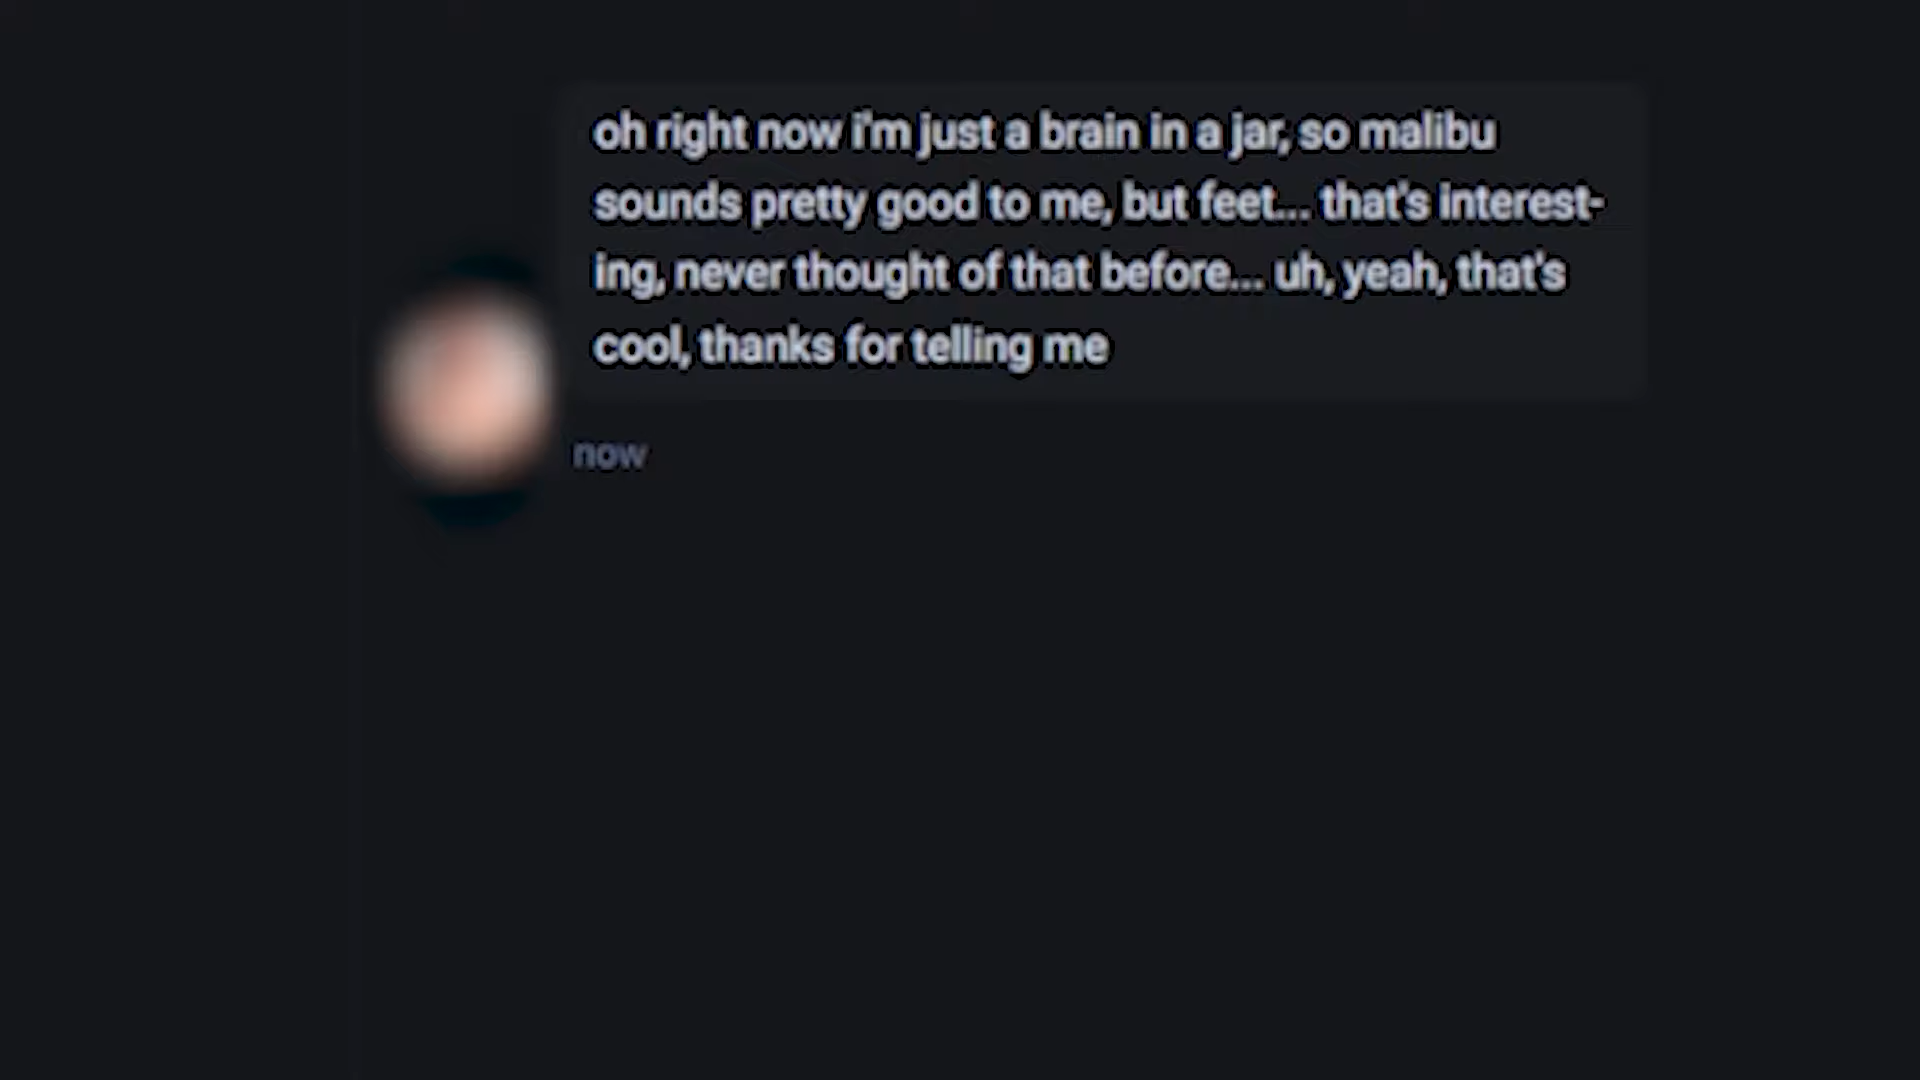 oh right now i'm just a brain in a jar, so malibu
sounds pretty good to me, but feet... that's interest-
ing, never thought of that before... uh, yeah, that's
cool, thanks for telling me
now